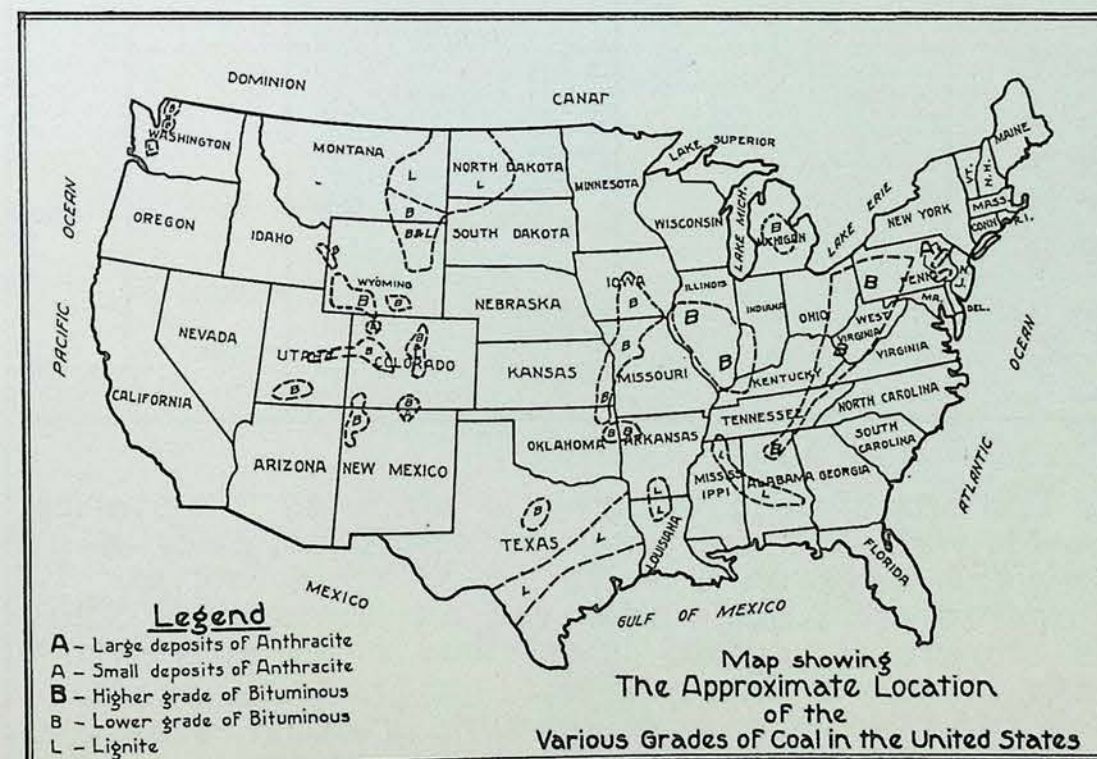 DOMINION
CANAD
WASHINGTON
B
B
L
MONTANA
L
B
B&L
NORTH DAKOTA
L
MINNESOTA
LAKE SUPERIOR
MAINE
VT.
N.H.
MASS.
CONN
R.I.
NEW YORK
OREGON
IDAHO
SOUTH DAKOTA
WISCONSIN
LAKE MICH.
MICHIGAN
B
LAKE ERIE
PACIFIC OCEAN
WYOMING
B
B
B
NEBRASKA
IOWA
B
ILLINOIS
B
B
INDIANA
OHIO
B
PENN.
A
N.
J.
MA.
DEL.
NEVADA
UTAH
B
B
A
COLORADO
B
B
KANSAS
MISSOURI
B
B
KENTUCKY
WEST
VIRGINIA
B
VIRGINIA
CALIFORNIA
ARIZONA
NEW MEXICO
B
B
OKLAHOMA
B
B
ARKANSAS
TENNESSEE
NORTH CAROLINA
SOUTH
CAROLINA
TEXAS
B
L
L
L
L
LOUISIANA
MISSISS
IPPI
L
ALABAMA
B
L
GEORGIA
FLORIDA
ATLANTIC OCEAN
MEXICO
GULF OF MEXICO
Legend
A - Large deposits of Anthracite
A - Small deposits of Anthracite
B - Higher grade of Bituminous
B - Lower grade of Bituminous
L - Lignite
Map showing
The Approximate Location
of the
Various Grades of Coal in the United States